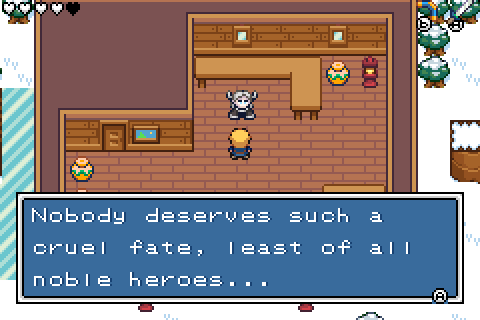 B A
Nobody deserves such a
cruel fate, least of all
noble heroes...
A